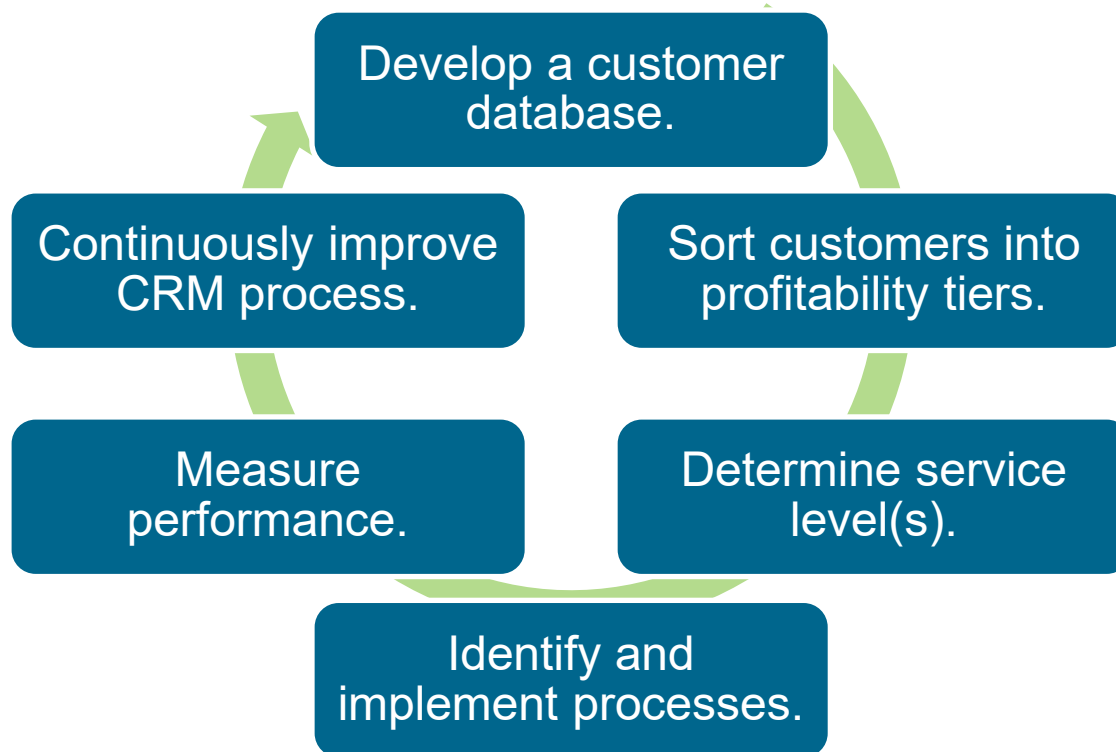 Develop a customer
database.
Sort customers into
profitability tiers.
Determine service
level(s).
Identify and
implement processes.
Measure
performance.
Continuously improve
CRM process.